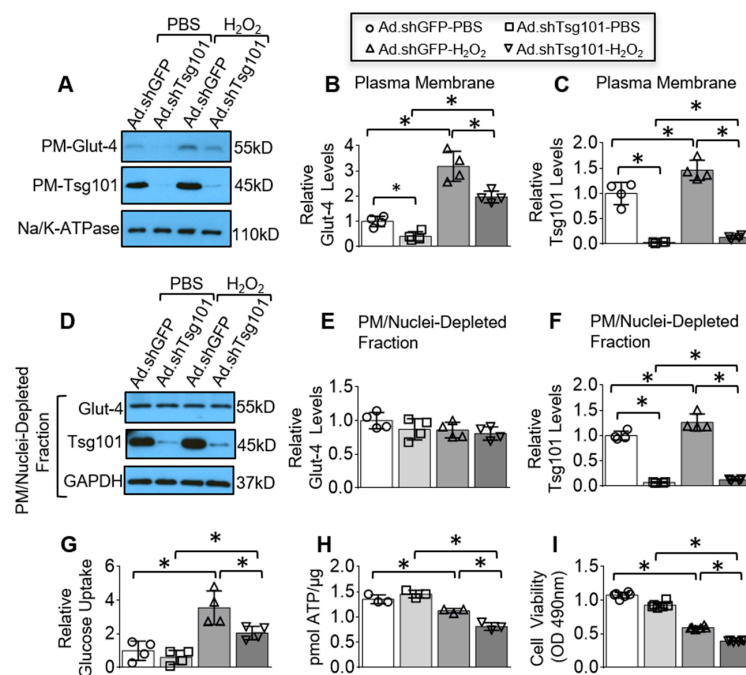 PBS H₂O₂
Ad.shGFP
Ad.shTsg101
Ad.shGFP
Ad.shTsg101
Ad.shGFP-PBS Ad.shTsg101-PBS
Ad.shGFP-H₂O₂ Ad.shTsg101-H₂O₂
A
PM-Glut-4 55kD
PM-Tsg101 45kD
Na/K-ATPase 110kD
B Plasma Membrane
Relative
Glut-4 Levels
6
4
3
2
1
0
* * * *
C Plasma Membrane
Relative
Tsg101 Levels
2.0
1.5
1.0
0.5
0.0
* * * *
PBS H₂O₂
D
Ad.shGFP
Ad.shTsg101
Ad.shGFP
Ad.shTsg101
PM/Nuclei-Depleted
Fraction
Glut-4 55kD
Tsg101 45kD
GAPDH 37kD
E PM/Nuclei-Depleted
Fraction
Relative
Glut-4 Levels
1.5
1.0
0.5
0.0
F PM/Nuclei-Depleted
Fraction
Relative
Tsg101 Levels
2.0
1.5
1.0
0.5
0.0
* * * *
G
Relative
Glucose Uptake
6
4
2
0
* * *
H
pmol ATP/µg
2.0
1.5
1.0
0.5
0.0
* * *
I
Cell Viability
(OD 490nm)
1.5
1.0
0.5
0.0
* * *